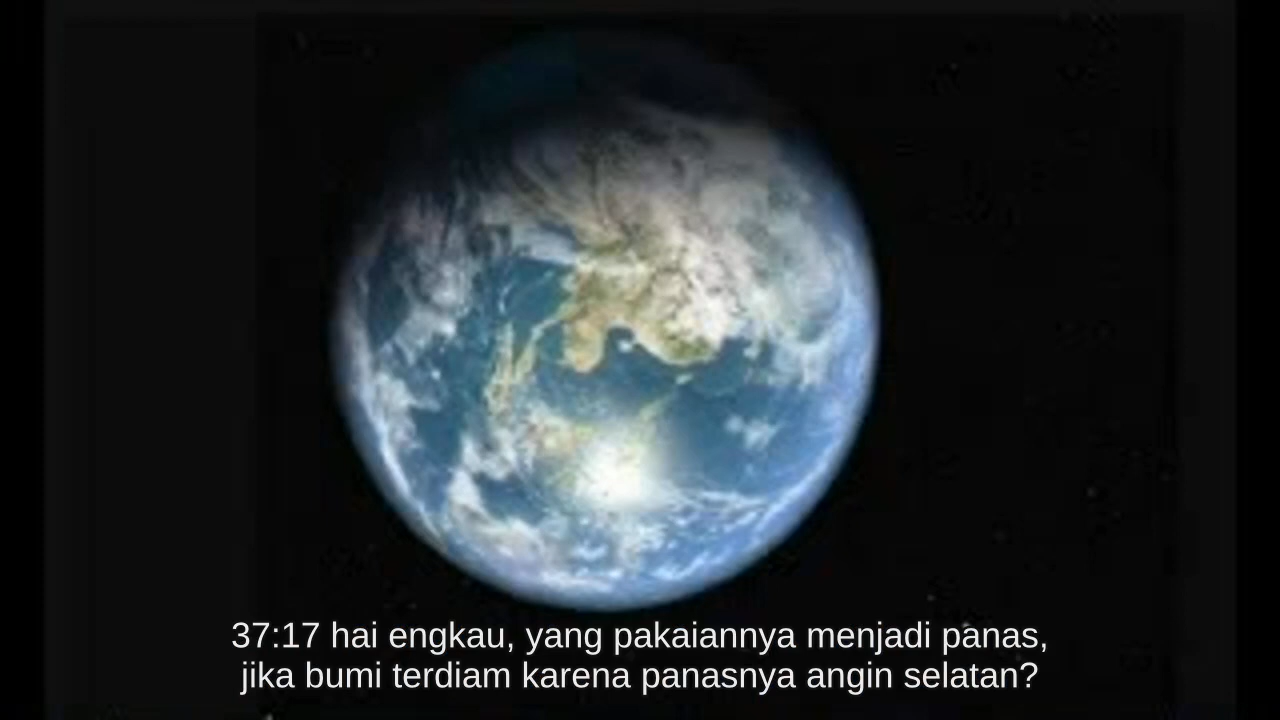 37:17 hai engkau, yang pakaiannya menjadi panas,
jika bumi terdiam karena panasnya angin selatan?